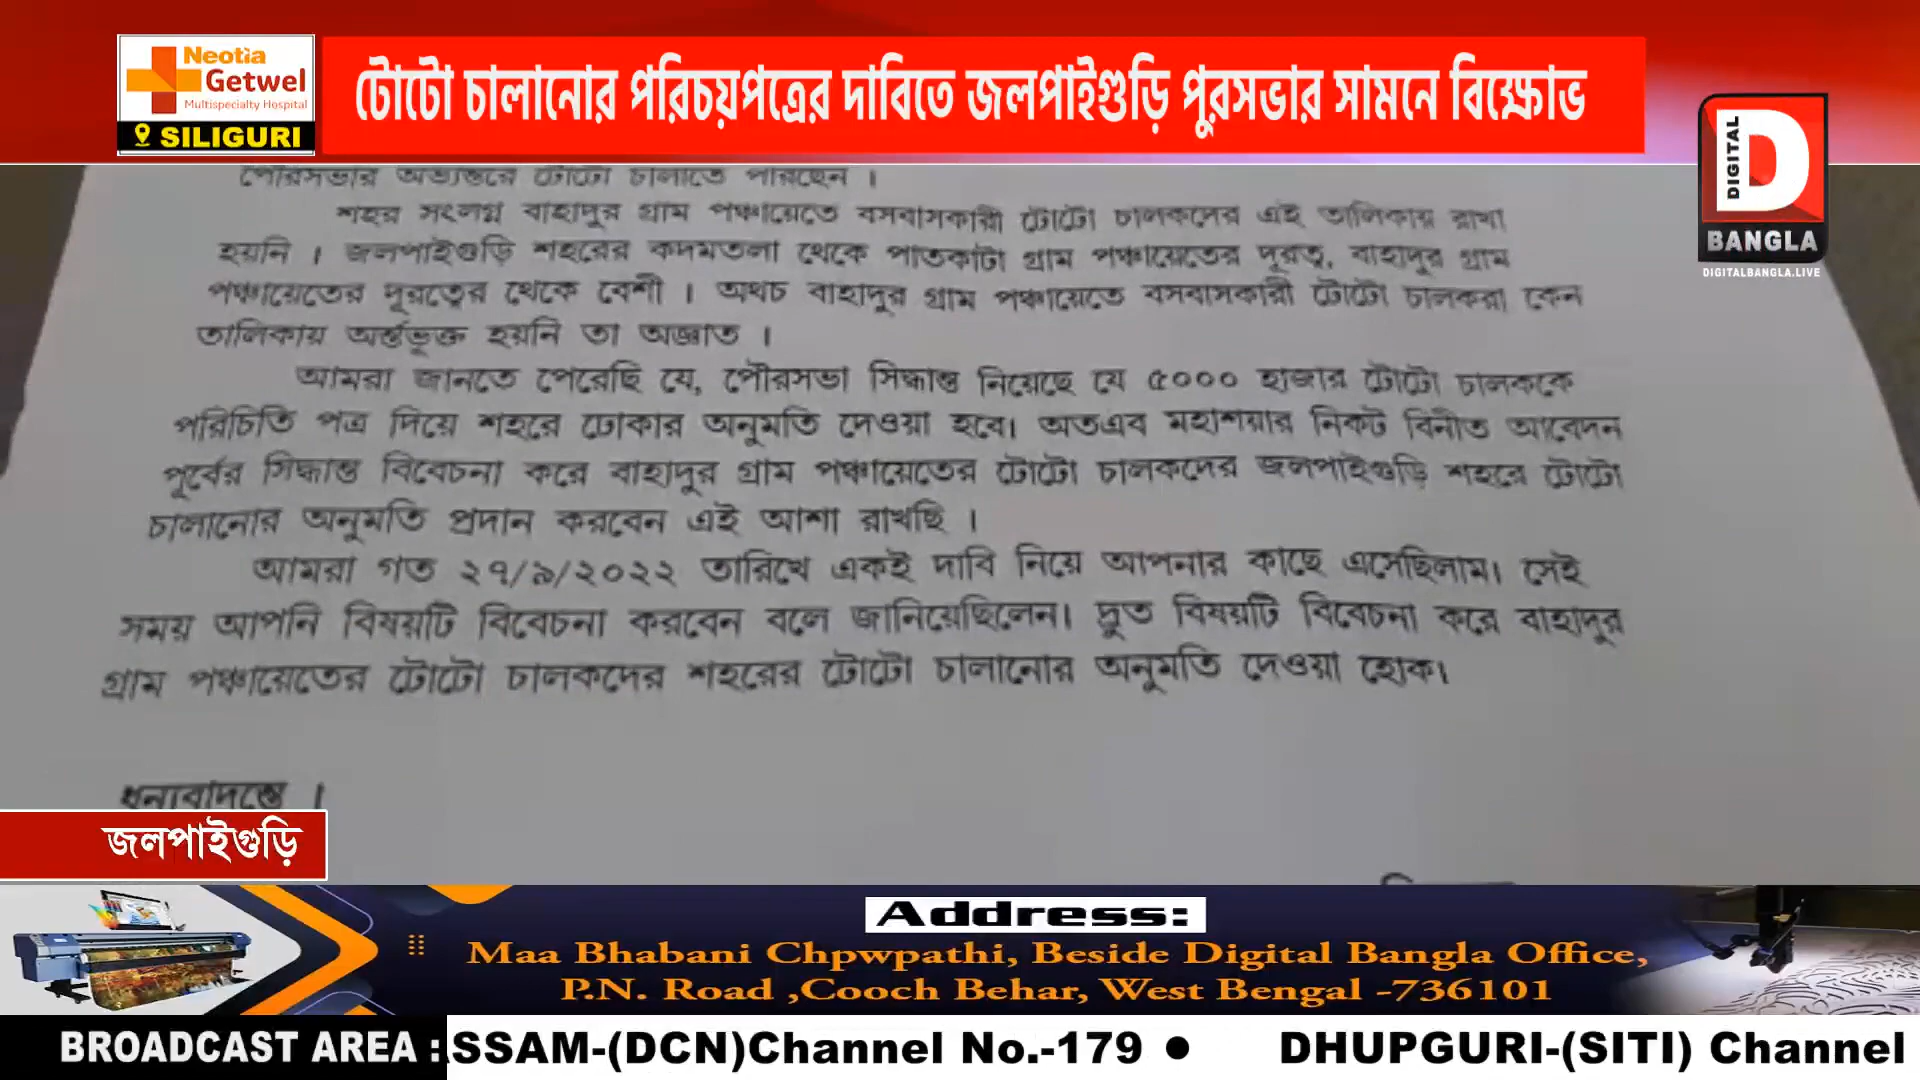 Neotia
Getwel
Multispecialty Hospital
SILIGURI
টোটো চালানোর পরিচয়পত্রের দাবিতে জলপাইগুড়ি পুরসভার সামনে বিক্ষোভ
DIGITAL
D
BANGLA
DIGITALBANGLA.LIVE
পৌরসভার অভ্যন্তরে টোটো চালাতে পারছেন ।
শহর সংলগ্ন বাহাদুর গ্রাম পঞ্চায়েতে বসবাসকারী টোটো চালকদের এই তালিকায় রাখা
হয়নি । জলপাইগুড়ি শহরের কদমতলা থেকে পাতকাটা গ্রাম পঞ্চায়েতের দূরত্ব, বাহাদুর গ্রাম
পঞ্চায়েতের দূরত্বের থেকে বেশী । অথচ বাহাদুর গ্রাম পঞ্চায়েতে বসবাসকারী টোটো চালকরা কেন
তালিকায় অর্ন্তভূক্ত হয়নি তা অজ্ঞাত ।
আমরা জানতে পেরেছি যে, পৌরসভা সিদ্ধান্ত নিয়েছে যে ৫০০০ হাজার টোটো চালককে
পরিচিতি পত্র দিয়ে শহরে ঢোকার অনুমতি দেওয়া হবে। অতএব মহাশয়ার নিকট বিনীত আবেদন
পূর্বের সিদ্ধান্ত বিবেচনা করে বাহাদুর গ্রাম পঞ্চায়েতের টোটো চালকদের জলপাইগুড়ি শহরে টোটো
চালানোর অনুমতি প্রদান করবেন এই আশা রাখছি ।
আমরা গত ২৭/৯/২০২২ তারিখে একই দাবি নিয়ে আপনার কাছে এসেছিলাম। সেই
সময় আপনি বিষয়টি বিবেচনা করবেন বলে জানিয়েছিলেন। দ্রুত বিষয়টি বিবেচনা করে বাহাদুর
গ্রাম পঞ্চায়েতের টোটো চালকদের শহরের টোটো চালানোর অনুমতি দেওয়া হোক।
ধন্যবাদান্তে ।
জলপাইগুড়ি
Address:
Maa Bhabani Chpwpathi, Beside Digital Bangla Office,
P.N. Road ,Cooch Behar, West Bengal -736101
BROADCAST AREA : SSAM-(DCN)Channel No.-179 ● DHUPGURI-(SITI) Channel